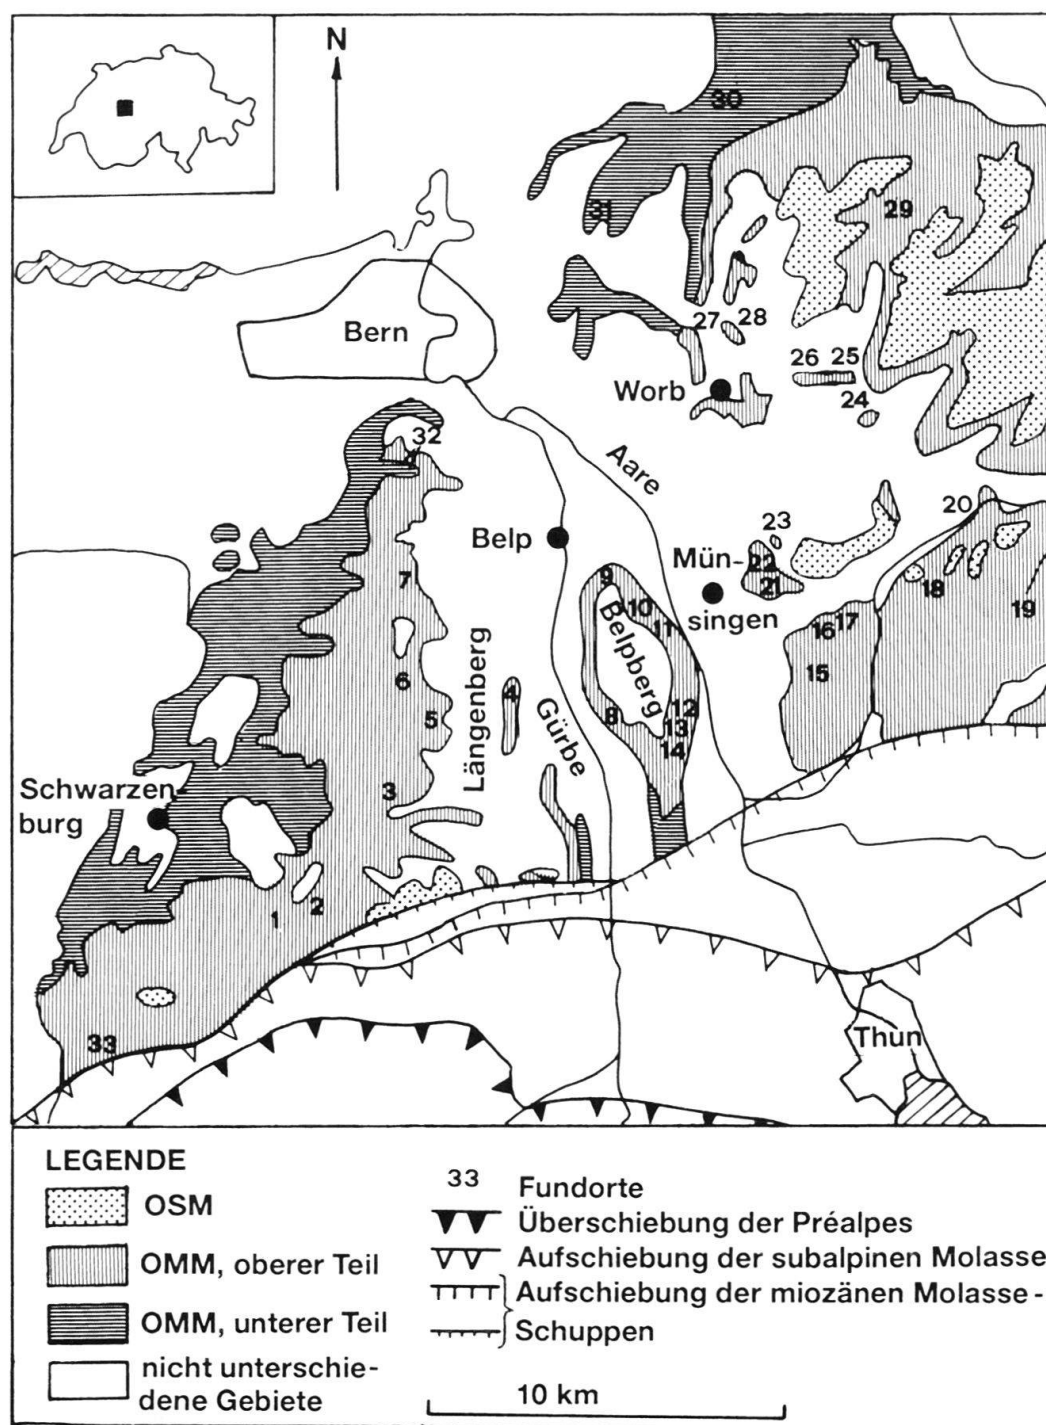 N
30
31
29
27
28
Bern
26
25
Worb
24
32
Aare
20
23
Belp
Mün-
singen
22
21
7
9
10
11
18
19
16
17
15
Belpberg
6
4
Längenberg
5
8
12
13
14
Gürbe
Schwarzen-
burg
3
1
2
33
Thun
LEGENDE
OSM
OMM, oberer Teil
OMM, unterer Teil
nicht unterschie-
dene Gebiete
33 Fundorte
Überschiebung der Préalpes
Aufschiebung der subalpinen Molasse
Aufschiebung der miozänen Molasse-
Schuppen
10 km